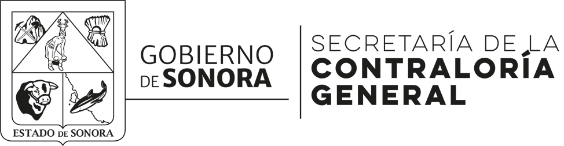 ESTADO DE SONORA
GOBIERNO
DE SONORA
SECRETARÍA DE LA
CONTRALORÍA
GENERAL